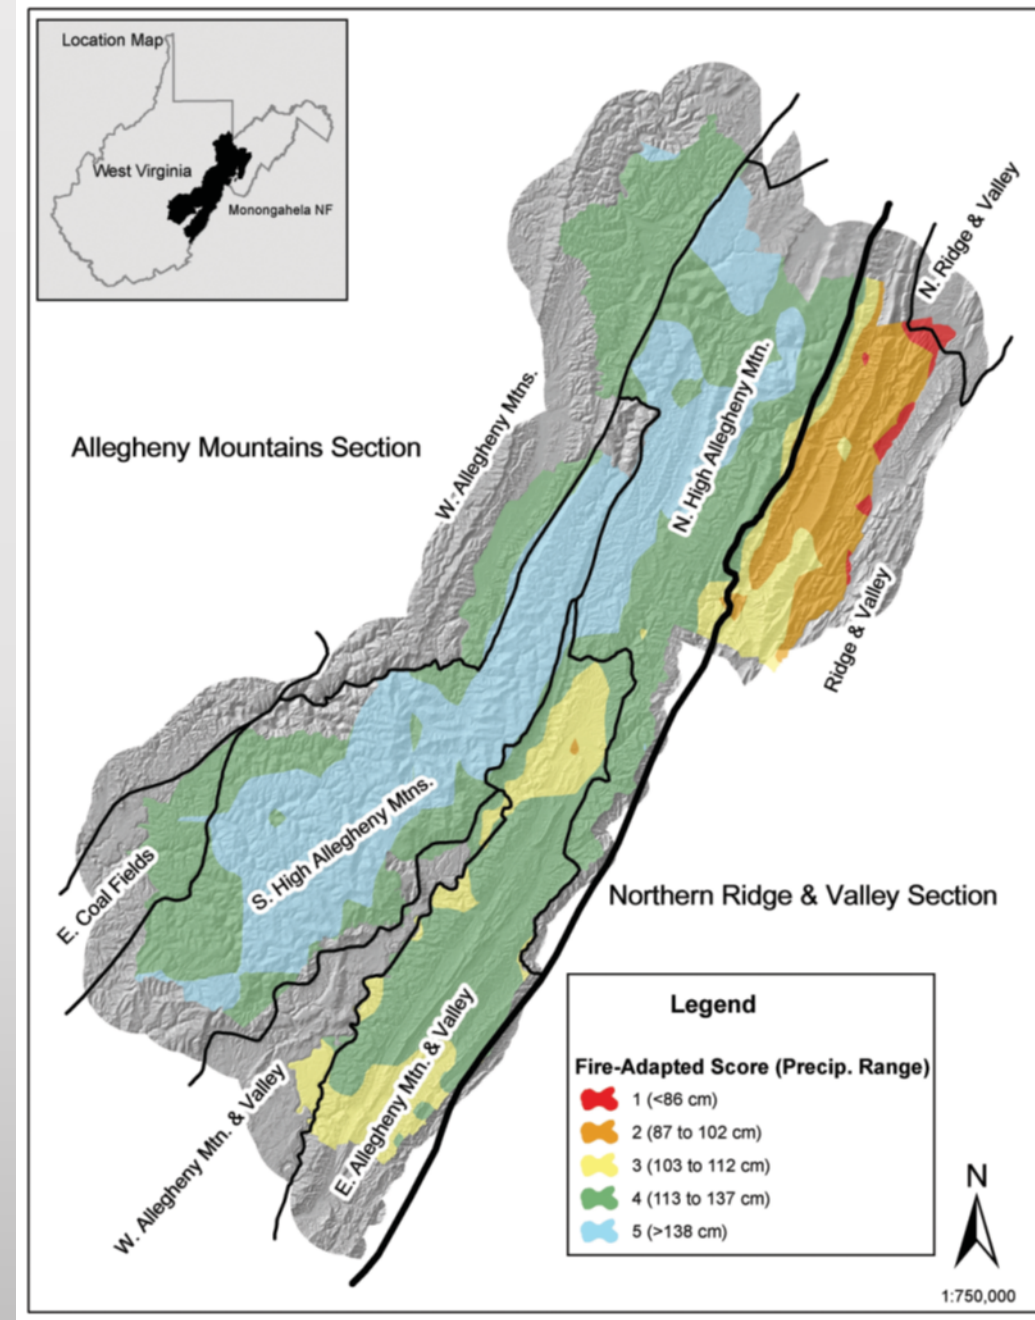 Location Map
West Virginia
Monongahela NF
N. Ridge & Valley
W. Allegheny Mtns.
N. High Allegheny Mtn.
Allegheny Mountains Section
Ridge & Valley
S. High Allegheny Mtns.
E. Coal Fields
Northern Ridge & Valley Section
W. Allegheny Mtn. & Valley
E. Allegheny Mtn. & Valley
Legend
Fire-Adapted Score (Precip. Range)
1 (<86 cm)
2 (87 to 102 cm)
3 (103 to 112 cm)
4 (113 to 137 cm)
5 (>138 cm)
N
1:750,000